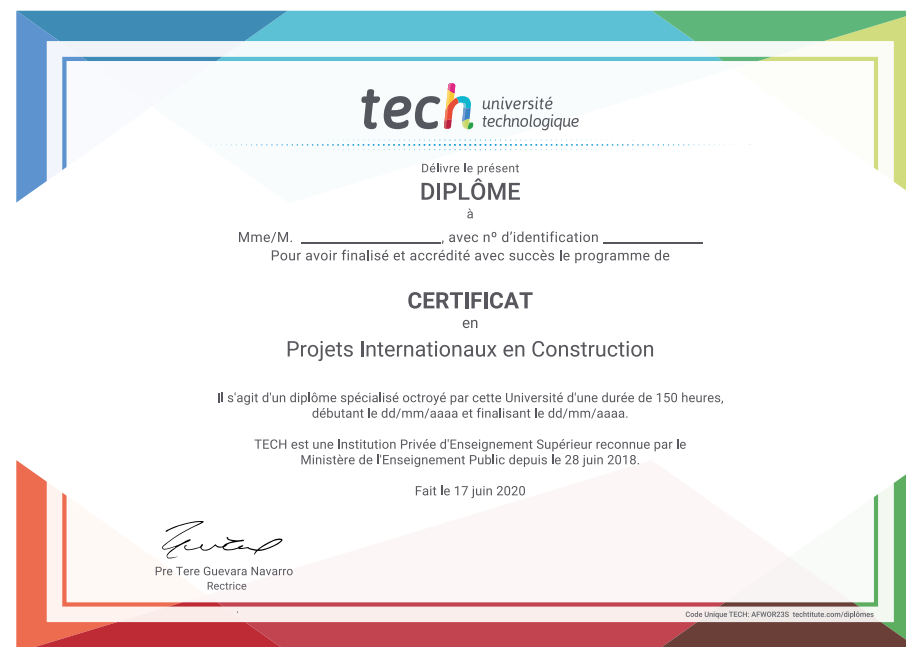 tech université
technologique
Délivre le présent
DIPLÔME
à
Mme/M. ____________________, avec nº d'identification ______________
Pour avoir finalisé et accrédité avec succès le programme de
CERTIFICAT
en
Projets Internationaux en Construction
Il s'agit d'un diplôme spécialisé octroyé par cette Université d'une durée de 150 heures,
débutant le dd/mm/aaaa et finalisant le dd/mm/aaaa.
TECH est une Institution Privée d'Enseignement Supérieur reconnue par le
Ministère de l'Enseignement Public depuis le 28 juin 2018.
Fait le 17 juin 2020
Pre Tere Guevara Navarro
Rectrice
Code Unique TECH: AFWOR23S techtitute.com/diplômes